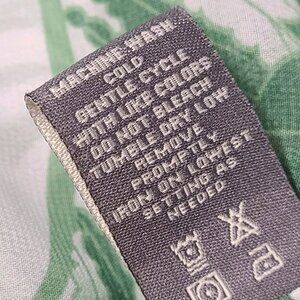 MACHINE WASH
COLD
GENTLE CYCLE
WITH LIKE COLORS
DO NOT BLEACH
TUMBLE DRY LOW
REMOVE
PROMPTLY
IRON ON LOWEST
SETTING AS
NEEDED